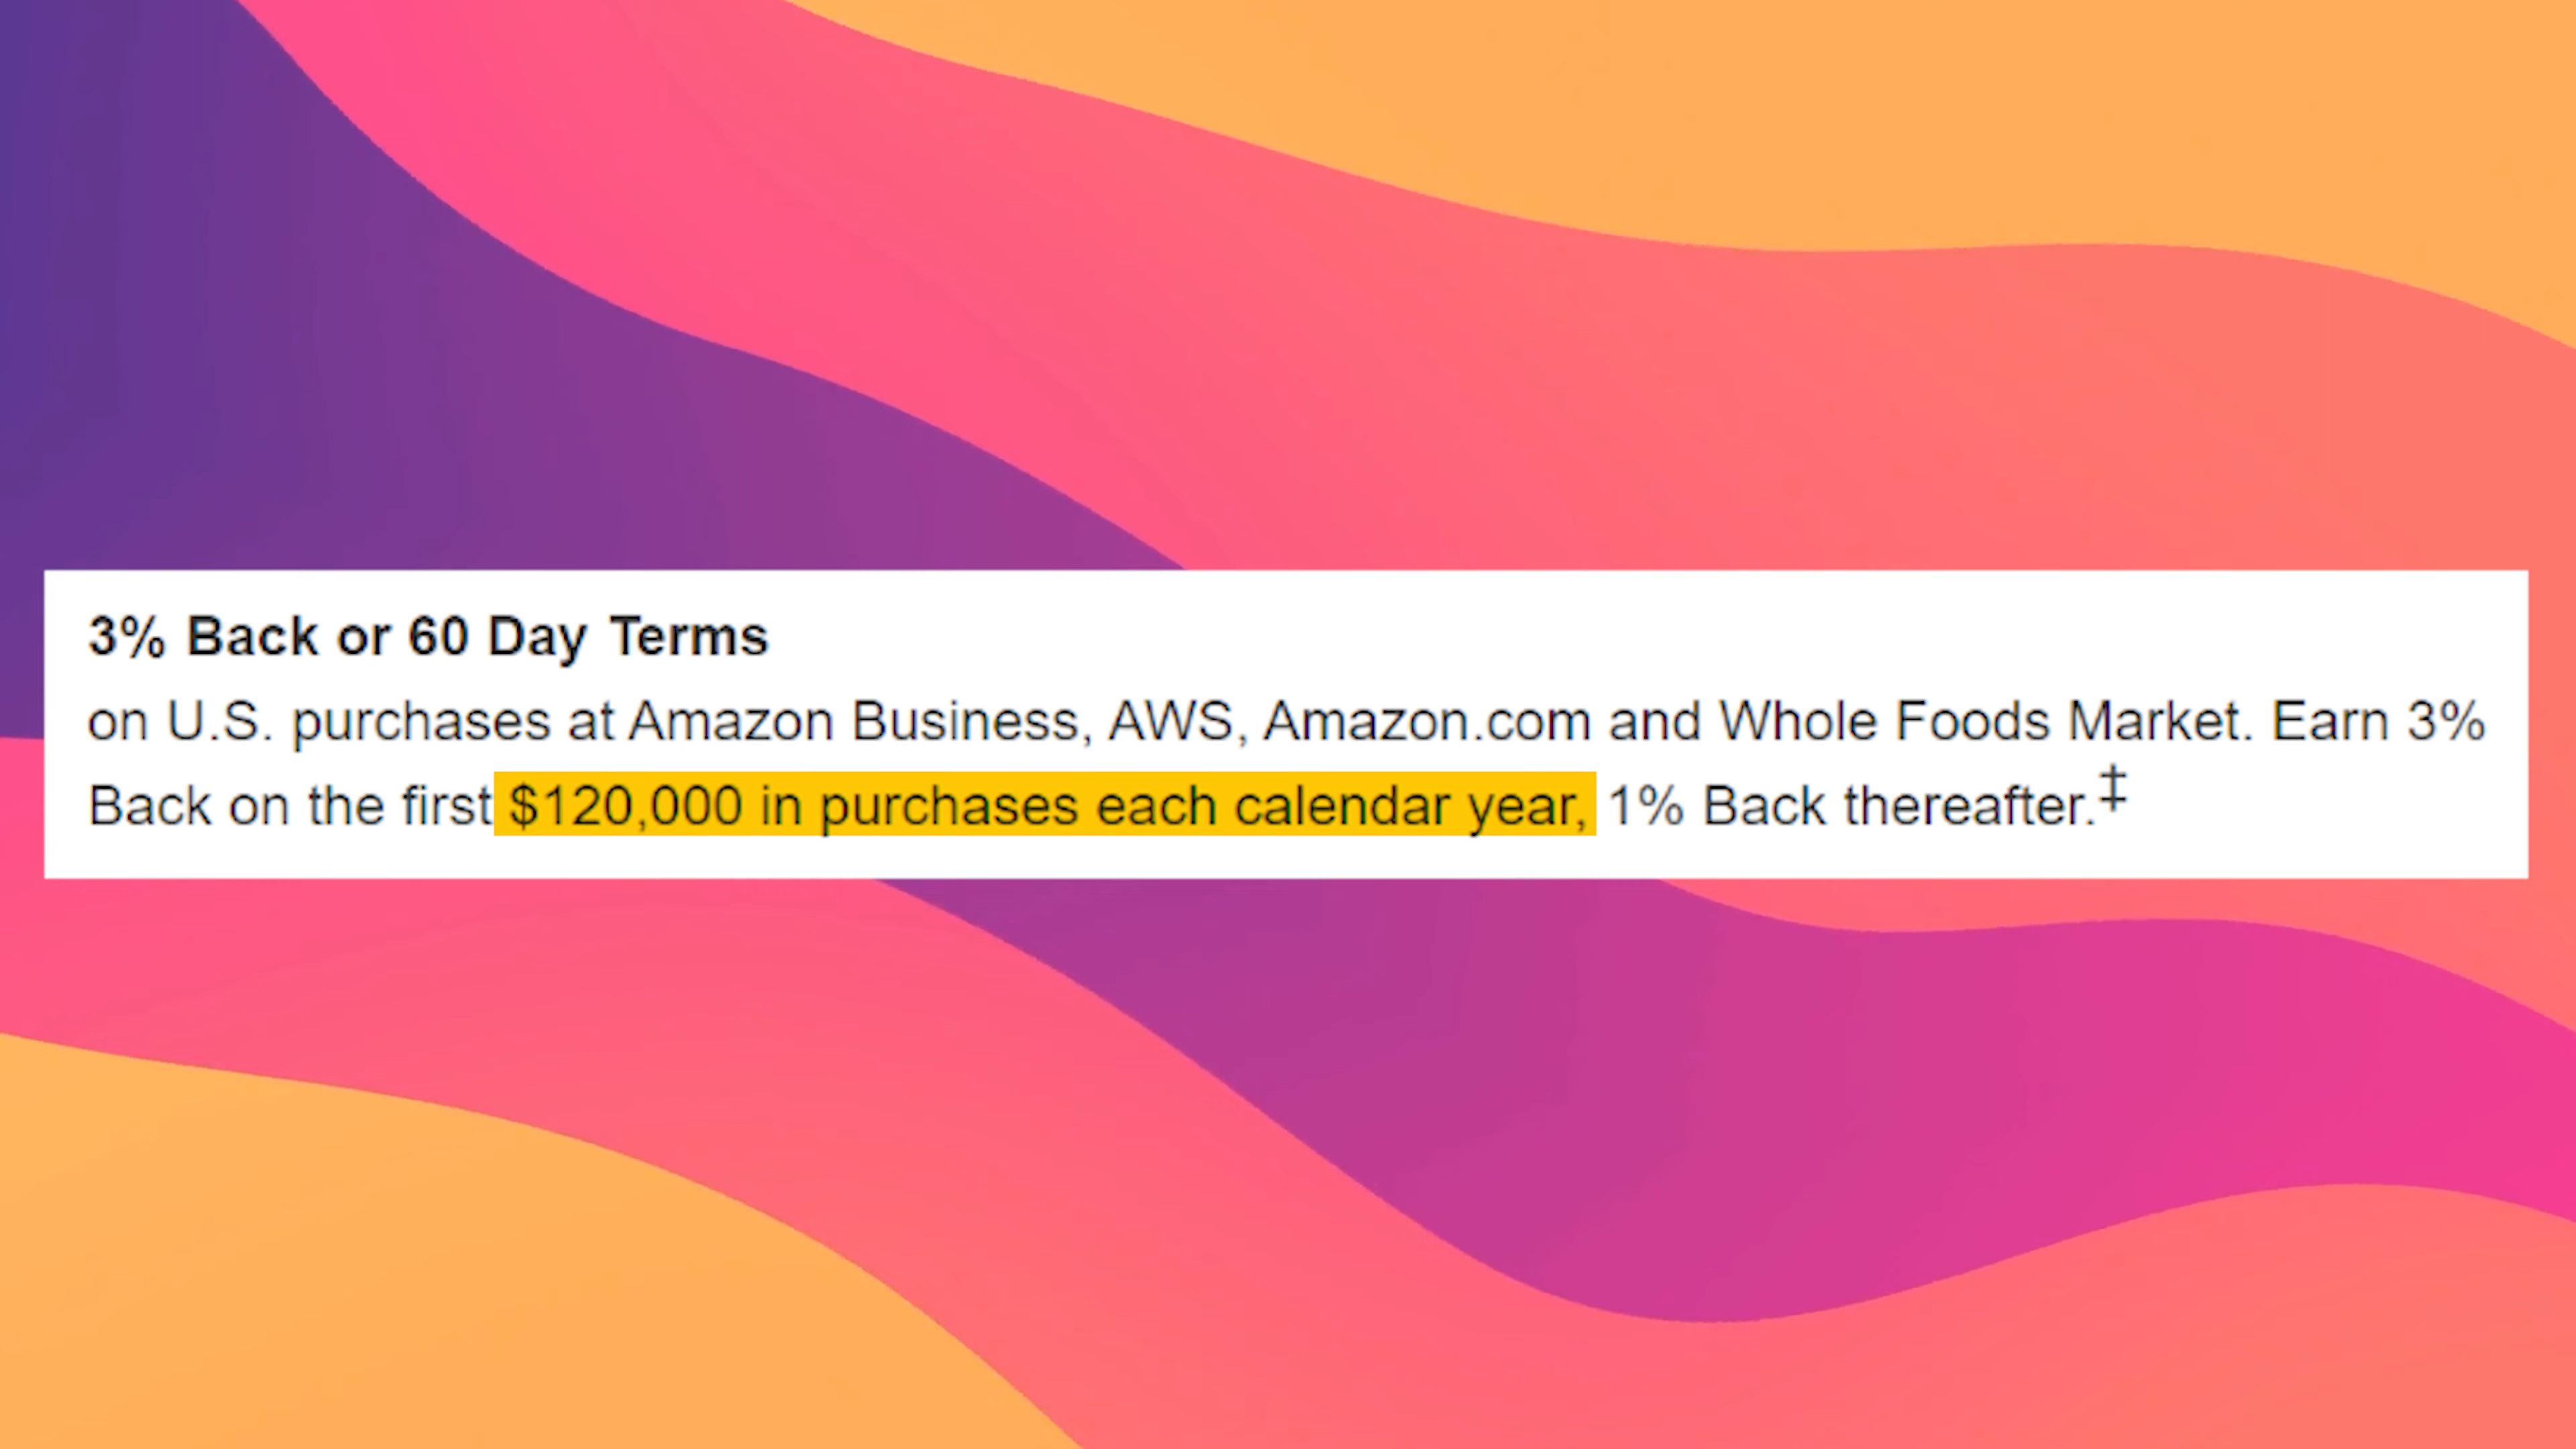 3% Back or 60 Day Terms
on U.S. purchases at Amazon Business, AWS, Amazon.com and Whole Foods Market. Earn 3%
Back on the first $120,000 in purchases each calendar year, 1% Back thereafter.‡